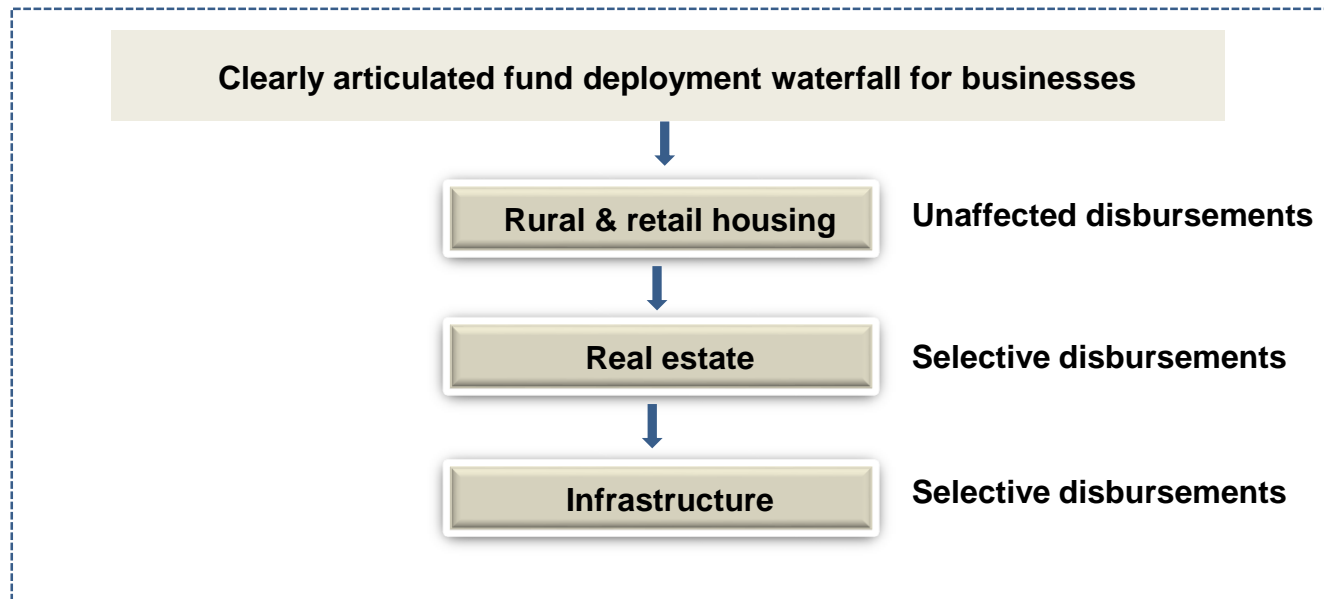 Clearly articulated fund deployment waterfall for businesses
Rural & retail housing
Unaffected disbursements
Real estate
Selective disbursements
Infrastructure
Selective disbursements